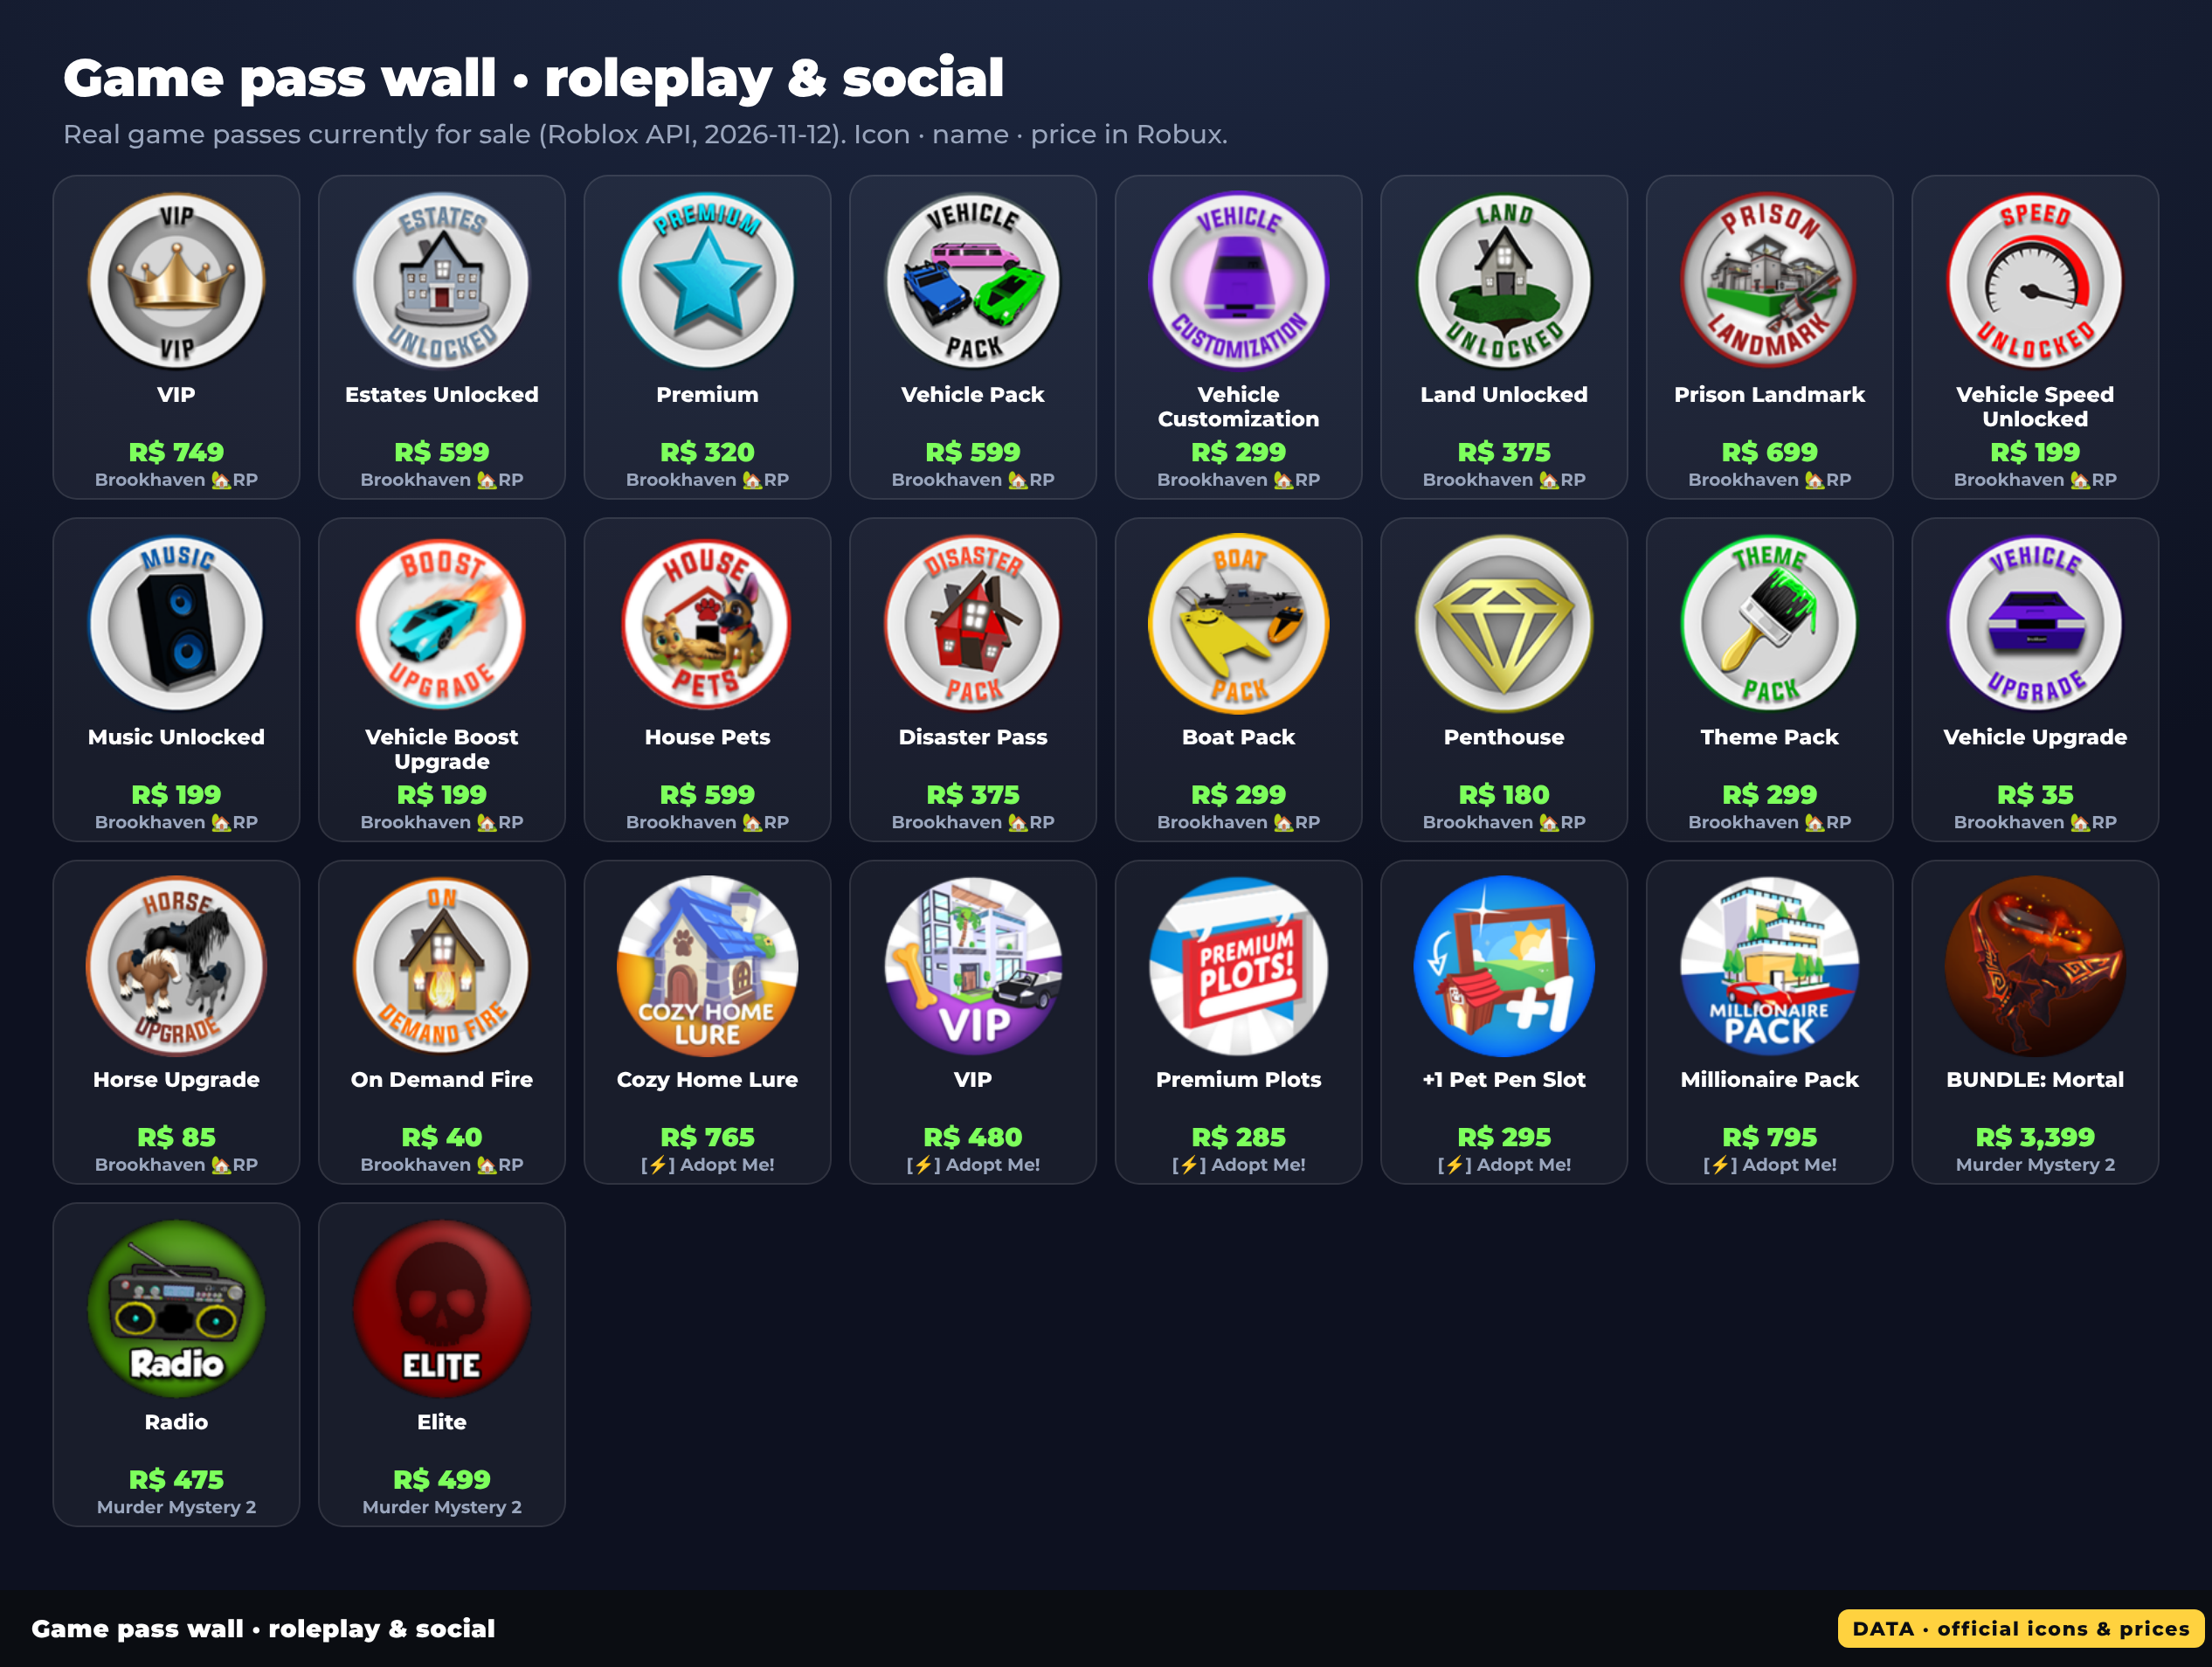 Game pass wall · roleplay & social
Real game passes currently for sale (Roblox API, 2026-11-12). Icon · name · price in Robux.
VIP
VIP
VIP
R$ 749
Brookhaven 🏡RP
ESTATES
UNLOCKED
Estates Unlocked
R$ 599
Brookhaven 🏡RP
PREMIUM
Premium
R$ 320
Brookhaven 🏡RP
VEHICLE
PACK
Vehicle Pack
R$ 599
Brookhaven 🏡RP
VEHICLE
CUSTOMIZATION
Vehicle
Customization
R$ 299
Brookhaven 🏡RP
LAND
UNLOCKED
Land Unlocked
R$ 375
Brookhaven 🏡RP
PRISON
LANDMARK
Prison Landmark
R$ 699
Brookhaven 🏡RP
SPEED
UNLOCKED
Vehicle Speed
Unlocked
R$ 199
Brookhaven 🏡RP
MUSIC
Music Unlocked
R$ 199
Brookhaven 🏡RP
BOOST
UPGRADE
Vehicle Boost
Upgrade
R$ 199
Brookhaven 🏡RP
HOUSE
PETS
House Pets
R$ 599
Brookhaven 🏡RP
DISASTER
PACK
Disaster Pass
R$ 375
Brookhaven 🏡RP
BOAT
PACK
Boat Pack
R$ 299
Brookhaven 🏡RP
Penthouse
R$ 180
Brookhaven 🏡RP
THEME
PACK
Theme Pack
R$ 299
Brookhaven 🏡RP
VEHICLE
UPGRADE
Vehicle Upgrade
R$ 35
Brookhaven 🏡RP
HORSE
UPGRADE
Horse Upgrade
R$ 85
Brookhaven 🏡RP
ON
DEMAND FIRE
On Demand Fire
R$ 40
Brookhaven 🏡RP
COZY HOME
LURE
Cozy Home Lure
R$ 765
[⚡] Adopt Me!
VIP
VIP
R$ 480
[⚡] Adopt Me!
PREMIUM
PLOTS!
Premium Plots
R$ 285
[⚡] Adopt Me!
+1
+1 Pet Pen Slot
R$ 295
[⚡] Adopt Me!
MILLIONAIRE
PACK
Millionaire Pack
R$ 795
[⚡] Adopt Me!
BUNDLE: Mortal
R$ 3,399
Murder Mystery 2
Radio
Radio
R$ 475
Murder Mystery 2
ELITE
Elite
R$ 499
Murder Mystery 2
Game pass wall · roleplay & social
DATA · official icons & prices